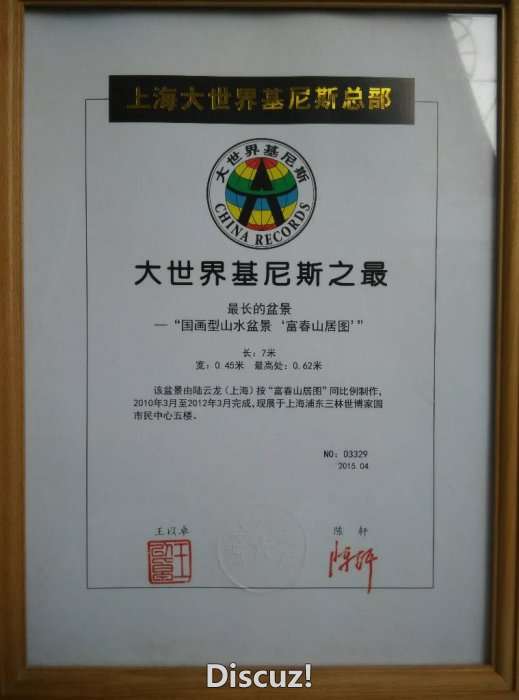 上海大世界基尼斯总部
大世界基尼斯
CHINA RECORDS
大世界基尼斯之最
最长的盆景
—“国画型山水盆景‘富春山居图’”
长：7米
宽：0.45米 最高处：0.62米
该盆景由陆云龙（上海）按“富春山居图”同比例制作，
2010年3月至2012年3月完成，现展于上海浦东三林世博家园
市民中心五楼。
NO：03329
2015.04
王以卓 陈 轩
Discuz!